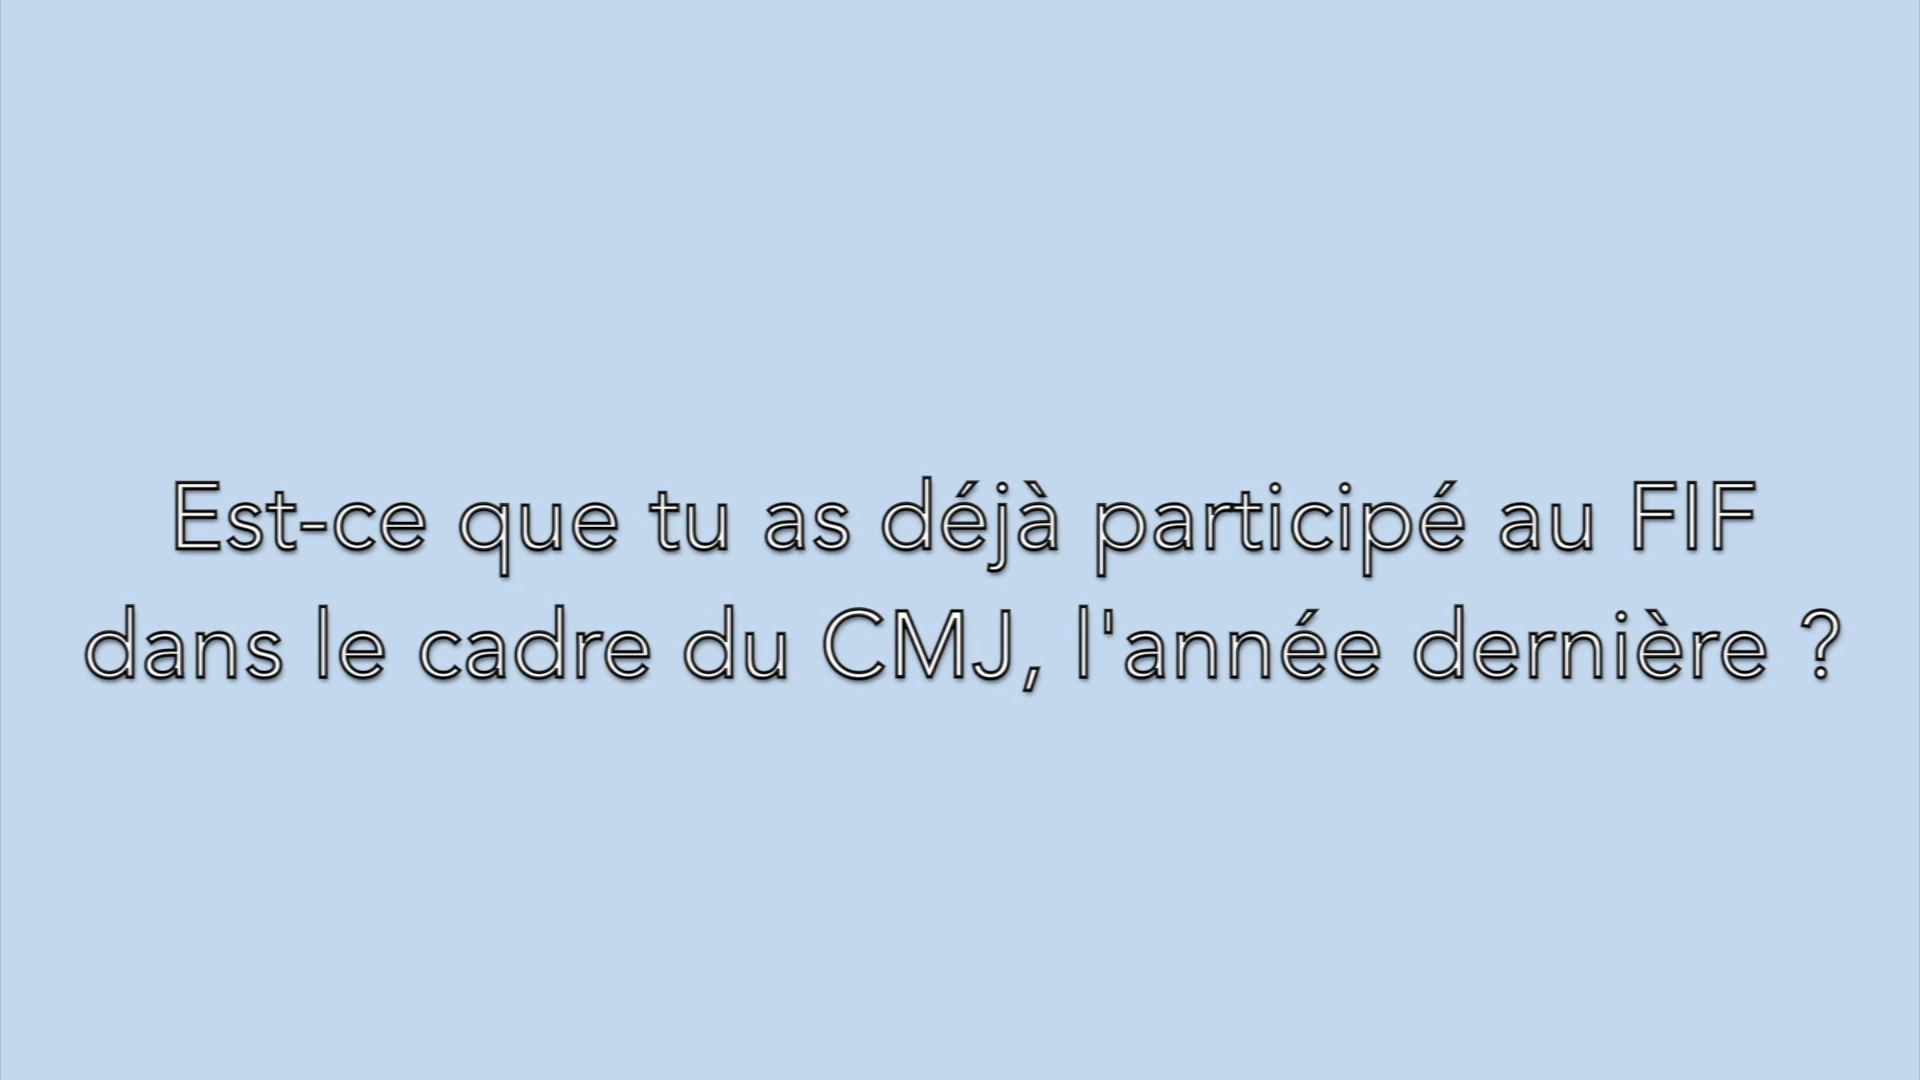 Est-ce que tu as déjà participé au FIF
dans le cadre du CMJ, l'année dernière ?